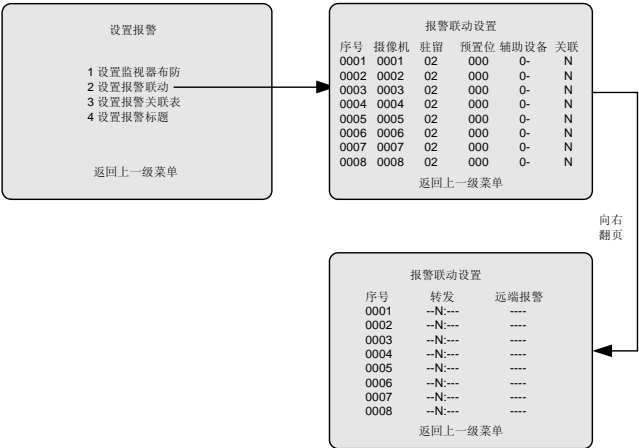 设置报警
1 设置监视器布防
2 设置报警联动
3 设置报警关联表
4 设置报警标题
返回上一级菜单
报警联动设置
序号 摄像机 驻留 预置位 辅助设备 关联
0001 0001 02 000 0- N
0002 0002 02 000 0- N
0003 0003 02 000 0- N
0004 0004 02 000 0- N
0005 0005 02 000 0- N
0006 0006 02 000 0- N
0007 0007 02 000 0- N
0008 0008 02 000 0- N
返回上一级菜单
向右
翻页
报警联动设置
序号 转发 远端报警
0001 --N:--- ----
0002 --N:--- ----
0003 --N:--- ----
0004 --N:--- ----
0005 --N:--- ----
0006 --N:--- ----
0007 --N:--- ----
0008 --N:--- ----
返回上一级菜单